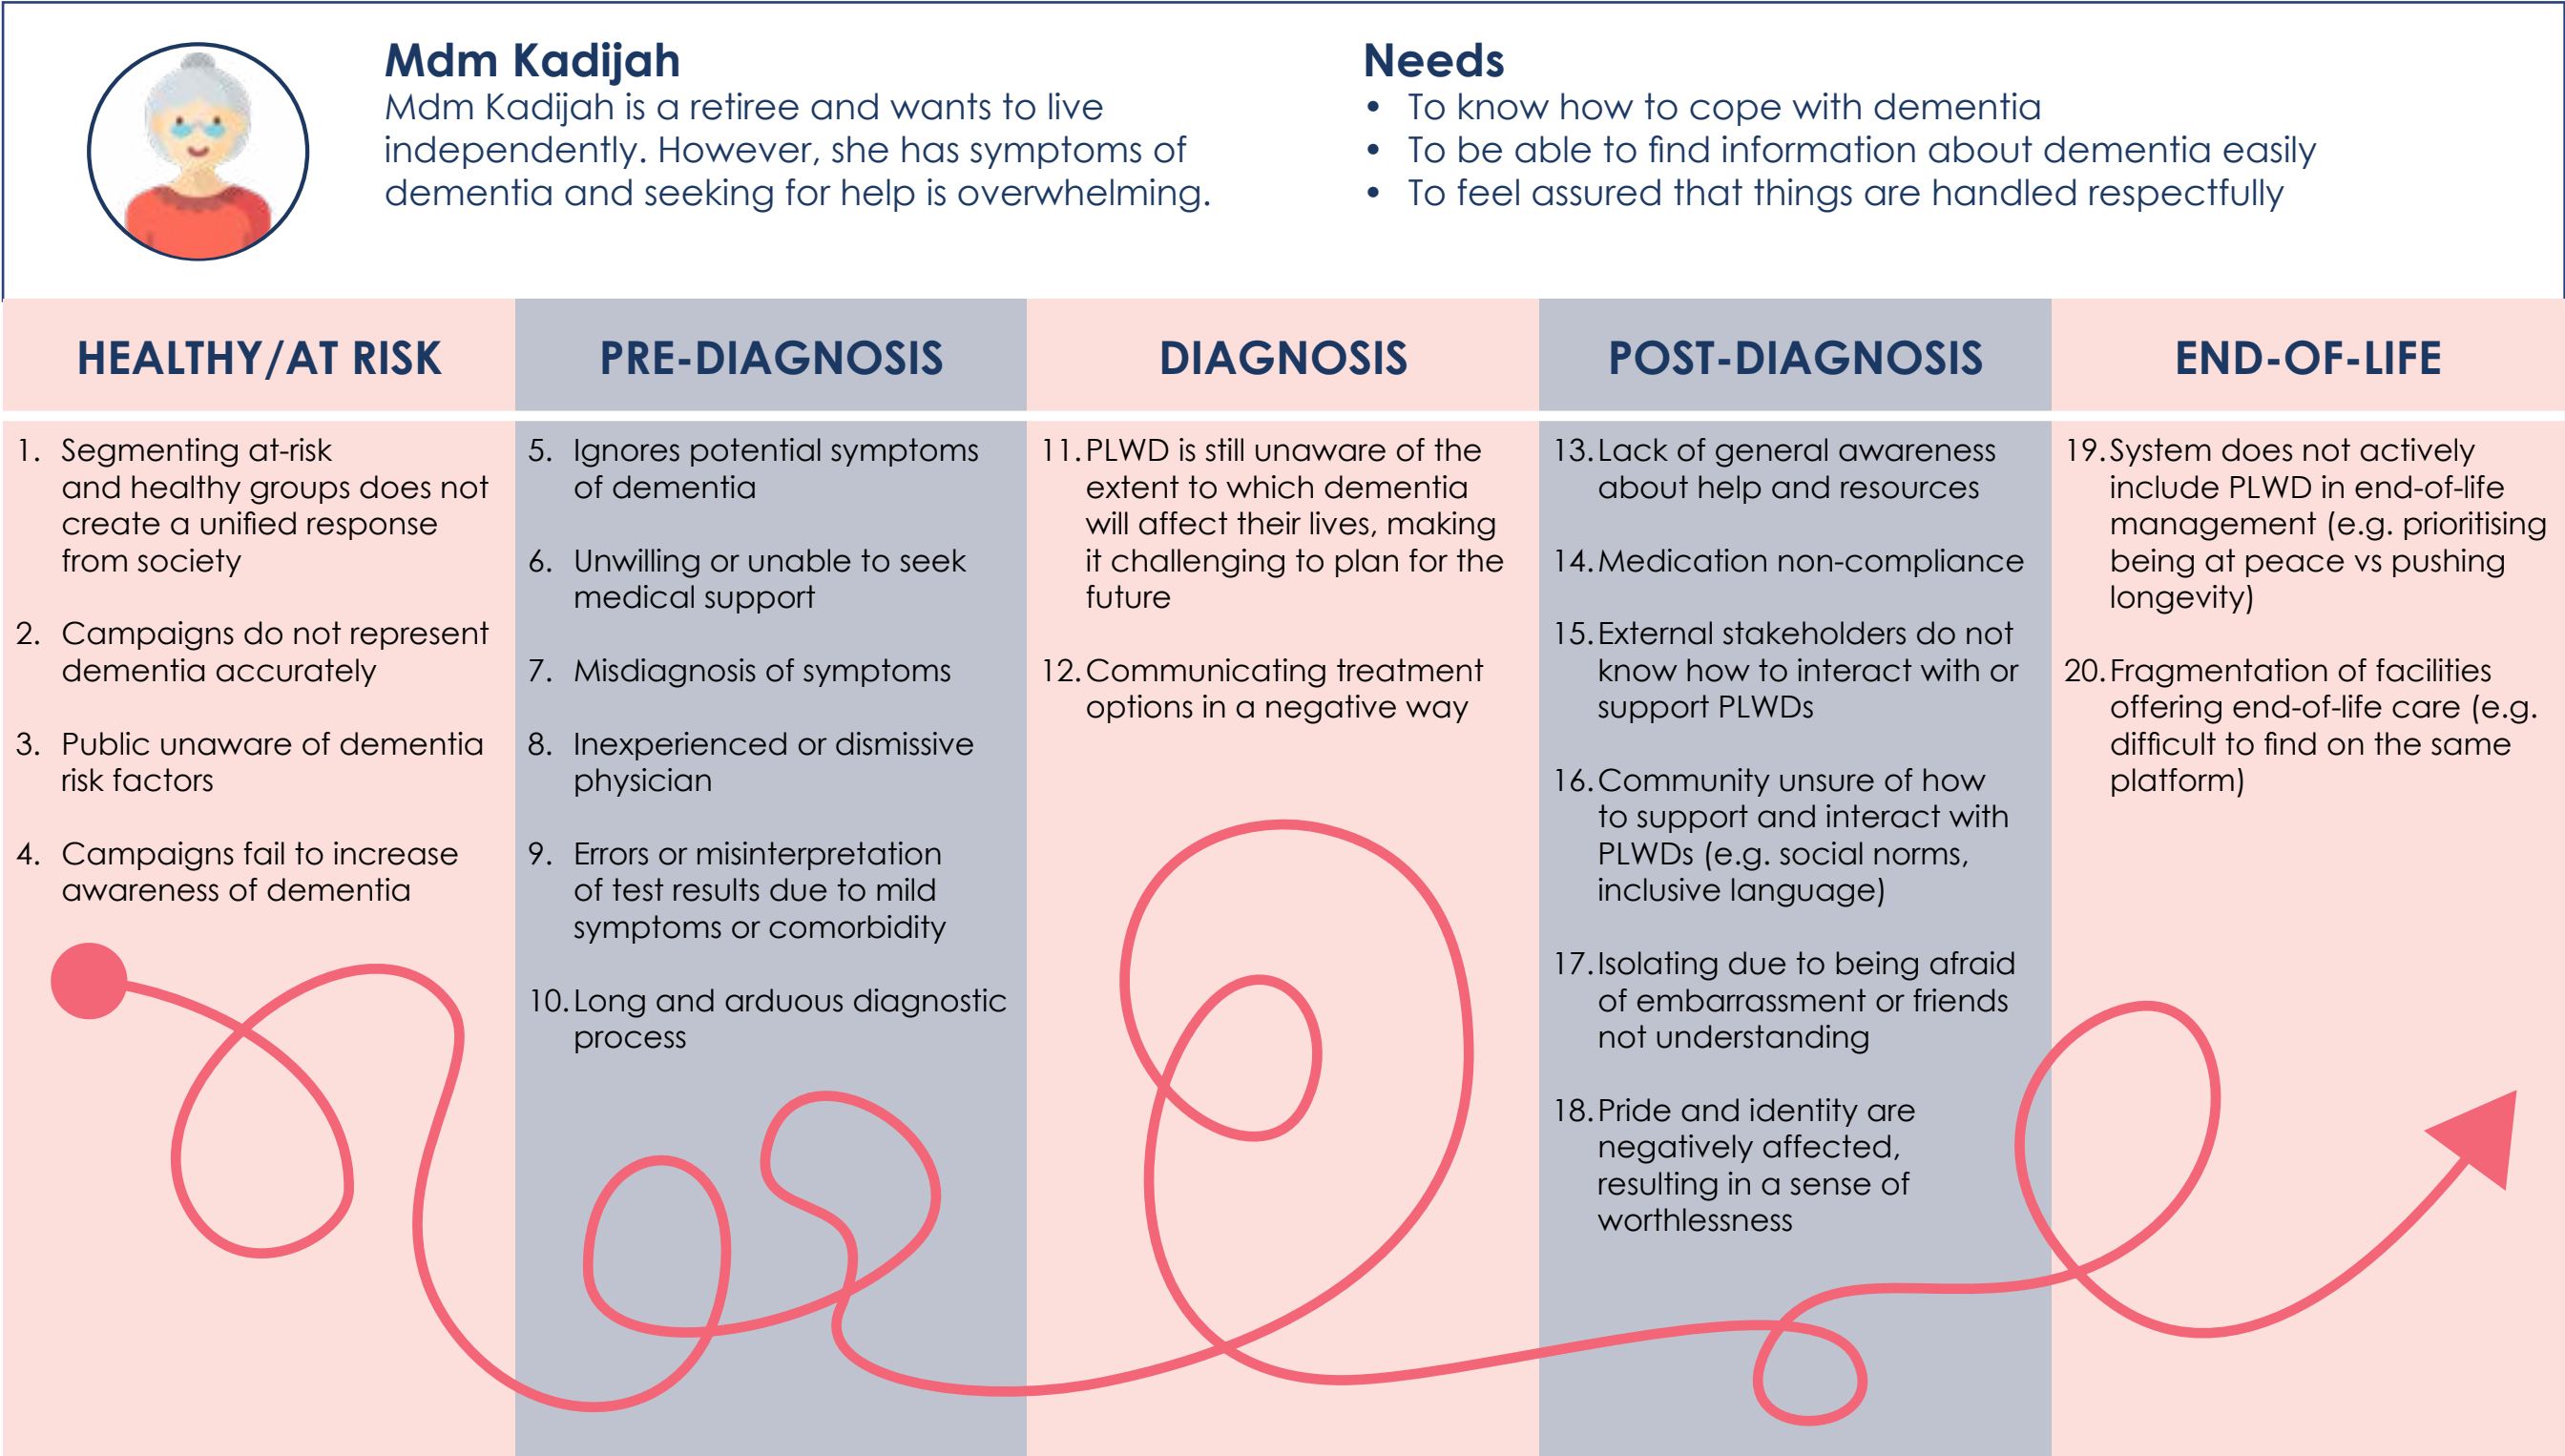 Mdm Kadijah
Mdm Kadijah is a retiree and wants to live
independently. However, she has symptoms of
dementia and seeking for help is overwhelming.
Needs
• To know how to cope with dementia
• To be able to find information about dementia easily
• To feel assured that things are handled respectfully
HEALTHY/AT RISK
1. Segmenting at-risk
and healthy groups does not
create a unified response
from society
2. Campaigns do not represent
dementia accurately
3. Public unaware of dementia
risk factors
4. Campaigns fail to increase
awareness of dementia
PRE-DIAGNOSIS
5. Ignores potential symptoms
of dementia
6. Unwilling or unable to seek
medical support
7. Misdiagnosis of symptoms
8. Inexperienced or dismissive
physician
9. Errors or misinterpretation
of test results due to mild
symptoms or comorbidity
10. Long and arduous diagnostic
process
DIAGNOSIS
11. PLWD is still unaware of the
extent to which dementia
will affect their lives, making
it challenging to plan for the
future
12. Communicating treatment
options in a negative way
POST-DIAGNOSIS
13. Lack of general awareness
about help and resources
14. Medication non-compliance
15. External stakeholders do not
know how to interact with or
support PLWDs
16. Community unsure of how
to support and interact with
PLWDs (e.g. social norms,
inclusive language)
17. Isolating due to being afraid
of embarrassment or friends
not understanding
18. Pride and identity are
negatively affected,
resulting in a sense of
worthlessness
END-OF-LIFE
19. System does not actively
include PLWD in end-of-life
management (e.g. prioritising
being at peace vs pushing
longevity)
20. Fragmentation of facilities
offering end-of-life care (e.g.
difficult to find on the same
platform)